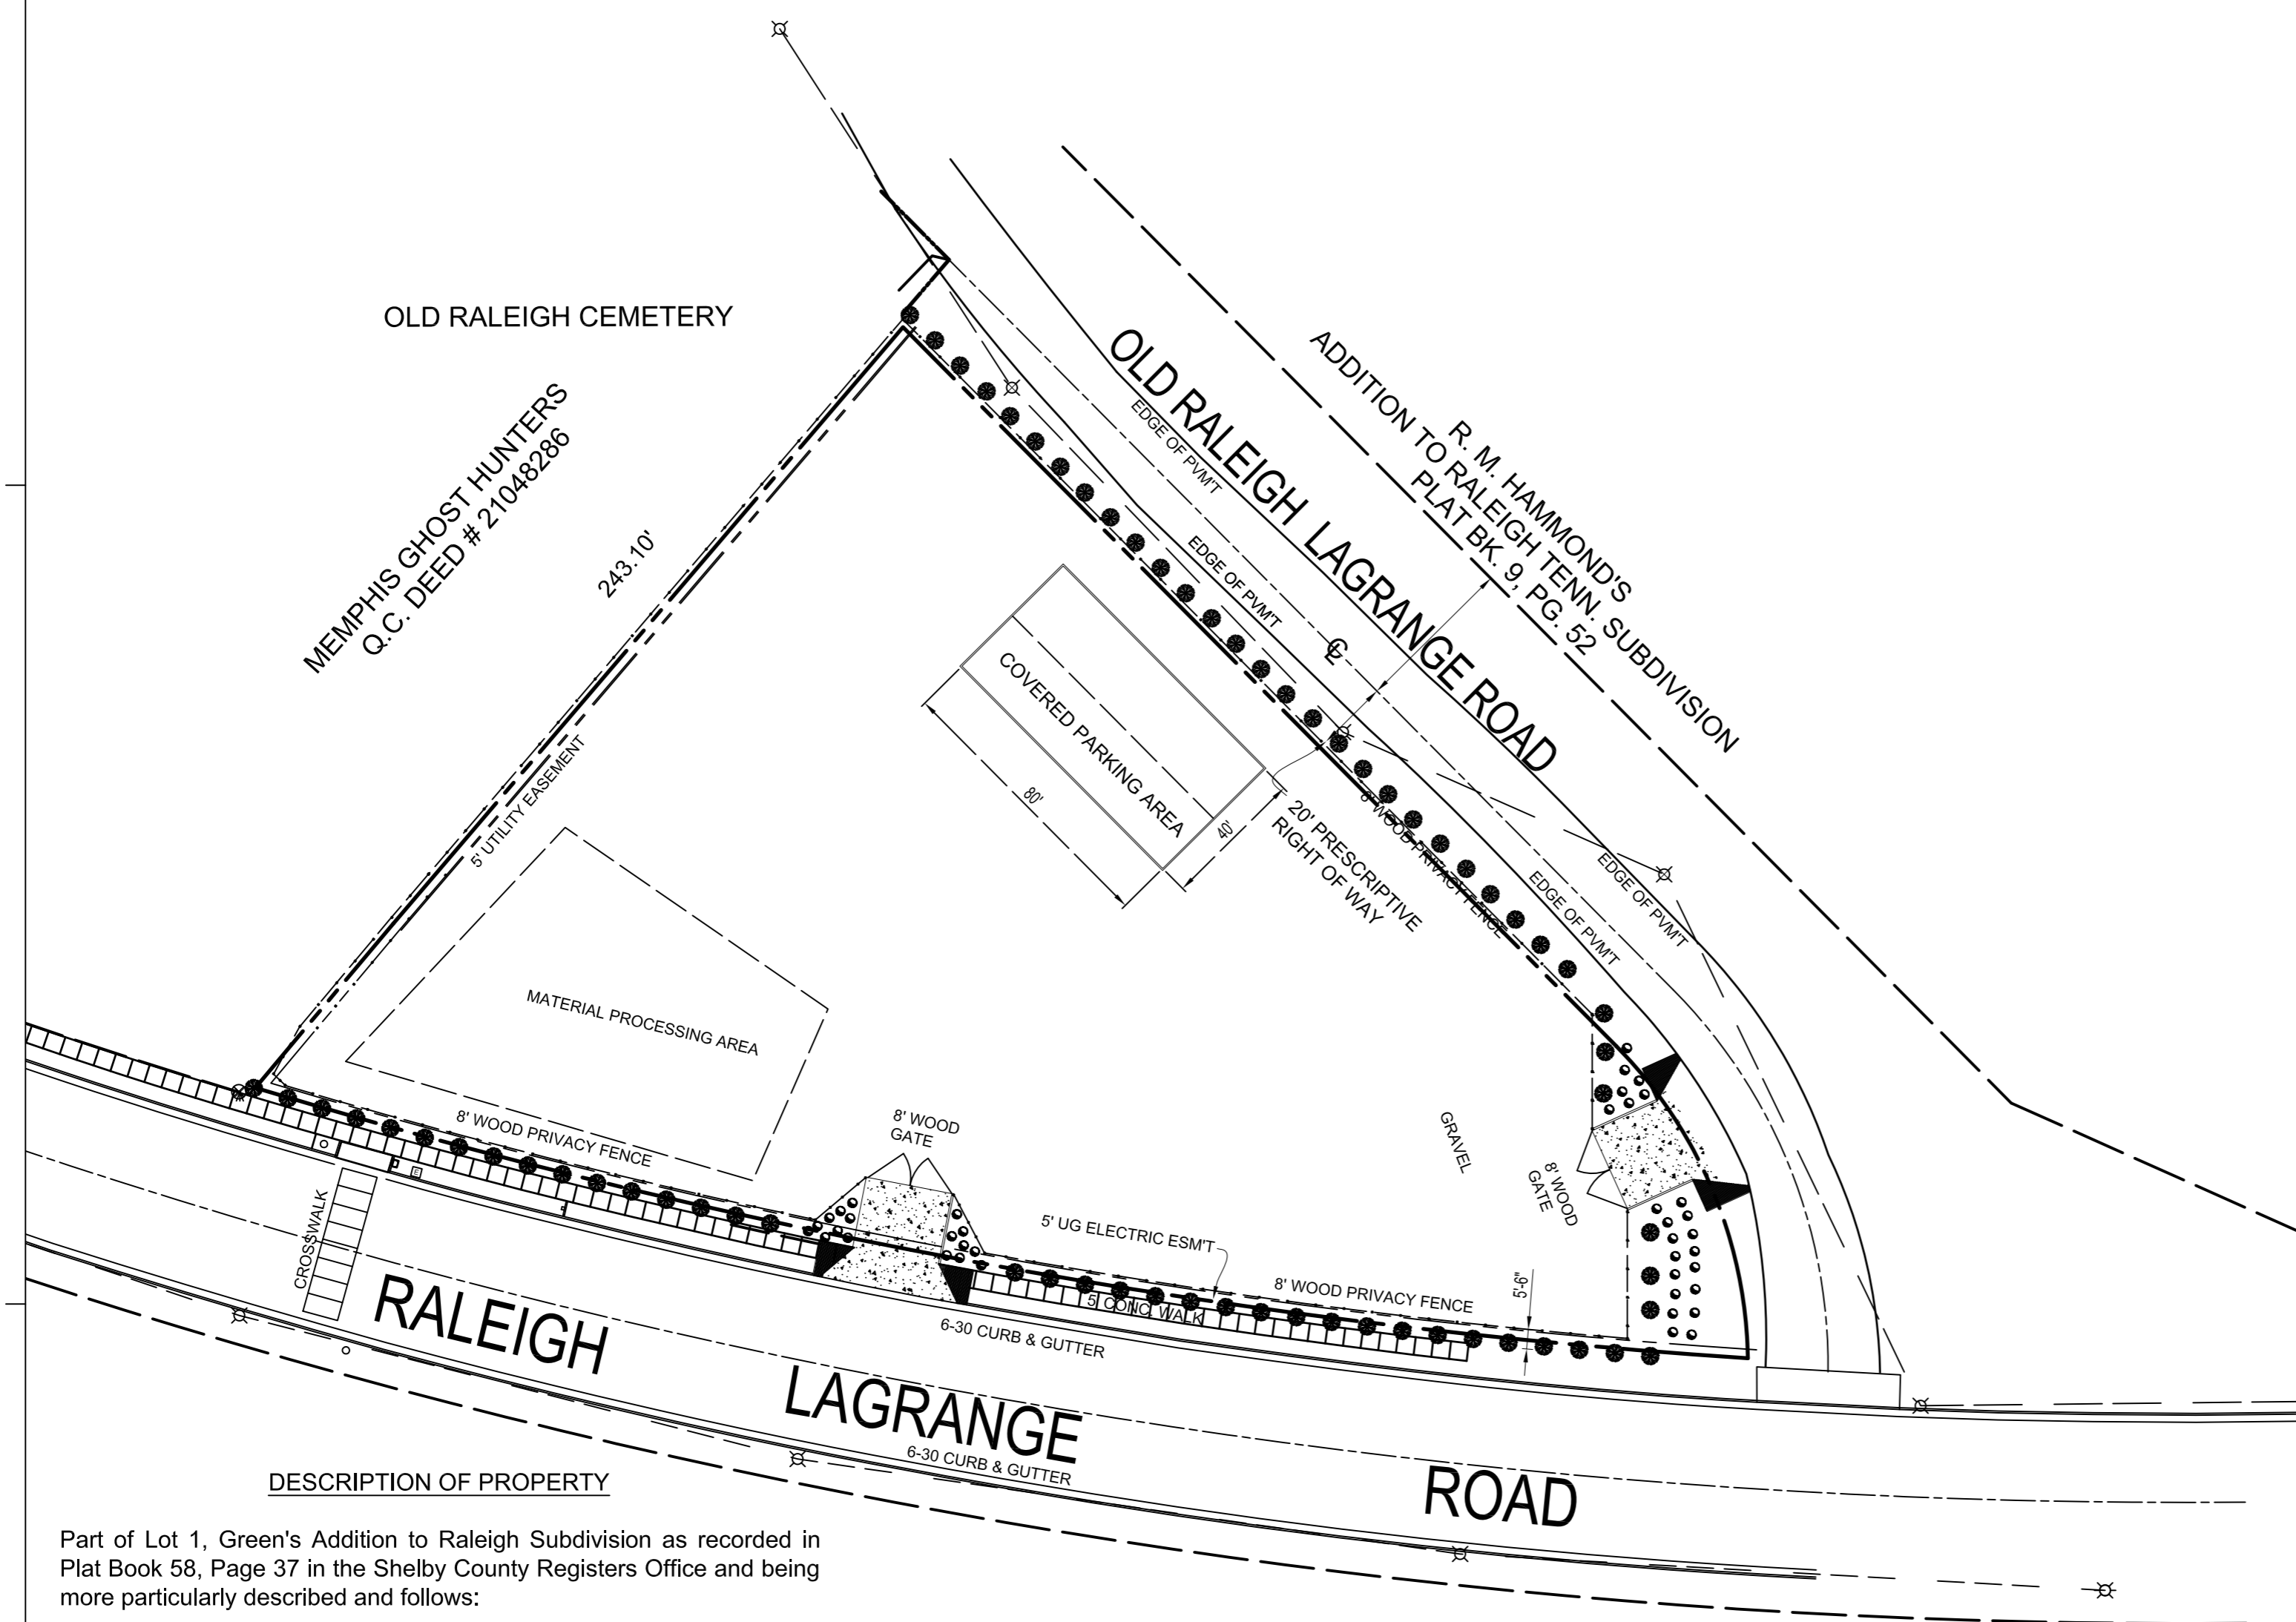 OLD RALEIGH CEMETERY
MEMPHIS GHOST HUNTERS
Q.C. DEED # 21048286
243.10'
5' UTILITY EASEMENT
OLD RALEIGH LAGRANGE ROAD
EDGE OF PVM'T
EDGE OF PVM'T
R. M. HAMMOND'S
ADDITION TO RALEIGH TENN. SUBDIVISION
PLAT BK. 9, PG. 52
℄
COVERED PARKING AREA
80'
40'
20' PRESCRIPTIVE
RIGHT OF WAY
8' WOOD PRIVACY FENCE
EDGE OF PVM'T
EDGE OF PVM'T
MATERIAL PROCESSING AREA
8' WOOD PRIVACY FENCE
8' WOOD
GATE
GRAVEL
8' WOOD
GATE
E
CROSSWALK
5' UG ELECTRIC ESM'T
8' WOOD PRIVACY FENCE
5'-6"
5' CONC. WALK
6-30 CURB & GUTTER
RALEIGH LAGRANGE ROAD
6-30 CURB & GUTTER
DESCRIPTION OF PROPERTY
Part of Lot 1, Green's Addition to Raleigh Subdivision as recorded in
Plat Book 58, Page 37 in the Shelby County Registers Office and being
more particularly described and follows: